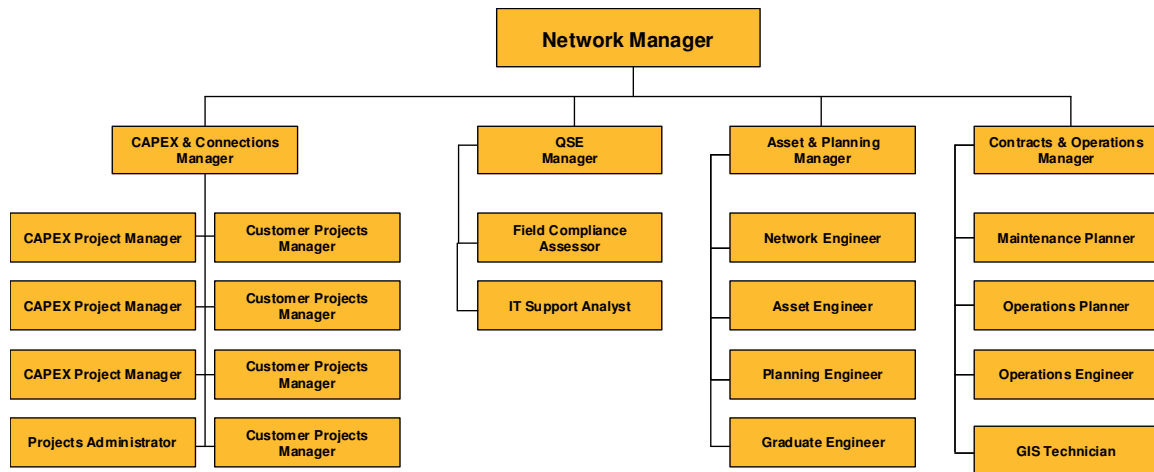 Network Manager
CAPEX & Connections
Manager
QSE
Manager
Asset & Planning
Manager
Contracts & Operations
Manager
CAPEX Project Manager
Customer Projects
Manager
Field Compliance
Assessor
Network Engineer
Maintenance Planner
CAPEX Project Manager
Customer Projects
Manager
IT Support Analyst
Asset Engineer
Operations Planner
CAPEX Project Manager
Customer Projects
Manager
Planning Engineer
Operations Engineer
Projects Administrator
Customer Projects
Manager
Graduate Engineer
GIS Technician